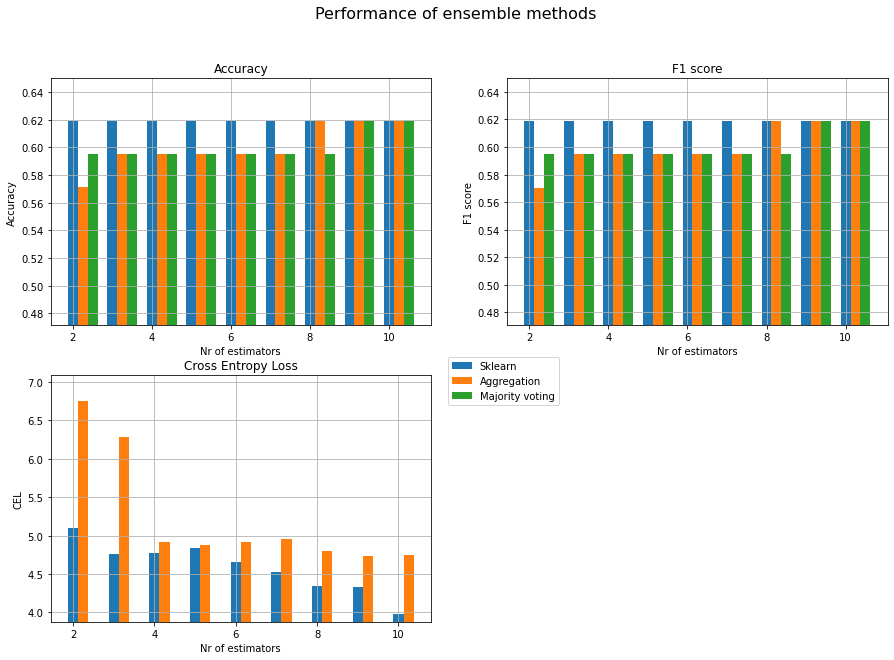 Performance of ensemble methods
Accuracy
0.64
0.62
0.60
0.58
0.56
0.54
0.52
0.50
0.48
Accuracy
2 4 6 8 10
Nr of estimators
F1 score
0.64
0.62
0.60
0.58
0.56
0.54
0.52
0.50
0.48
F1 score
2 4 6 8 10
Nr of estimators
Cross Entropy Loss
7.0
6.5
6.0
5.5
5.0
4.5
4.0
CEL
2 4 6 8 10
Nr of estimators
Sklearn
Aggregation
Majority voting